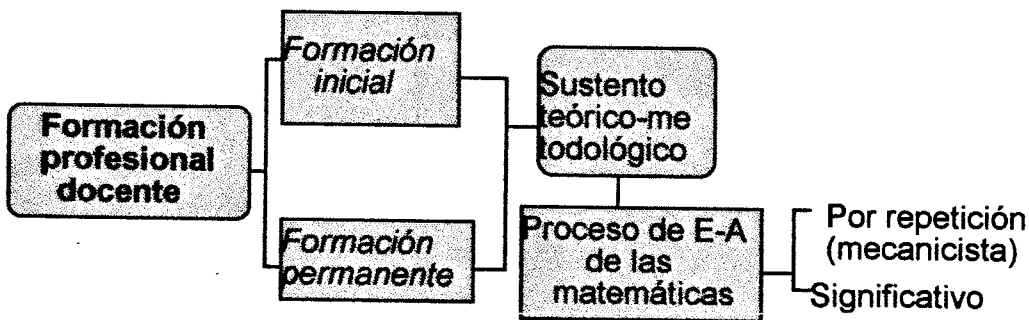 Formación
profesional
docente
Formación
inicial
Formación
permanente
Sustento
teórico-me
todológico
Proceso de E-A
de las
matemáticas
Por repetición
(mecanicista)
Significativo